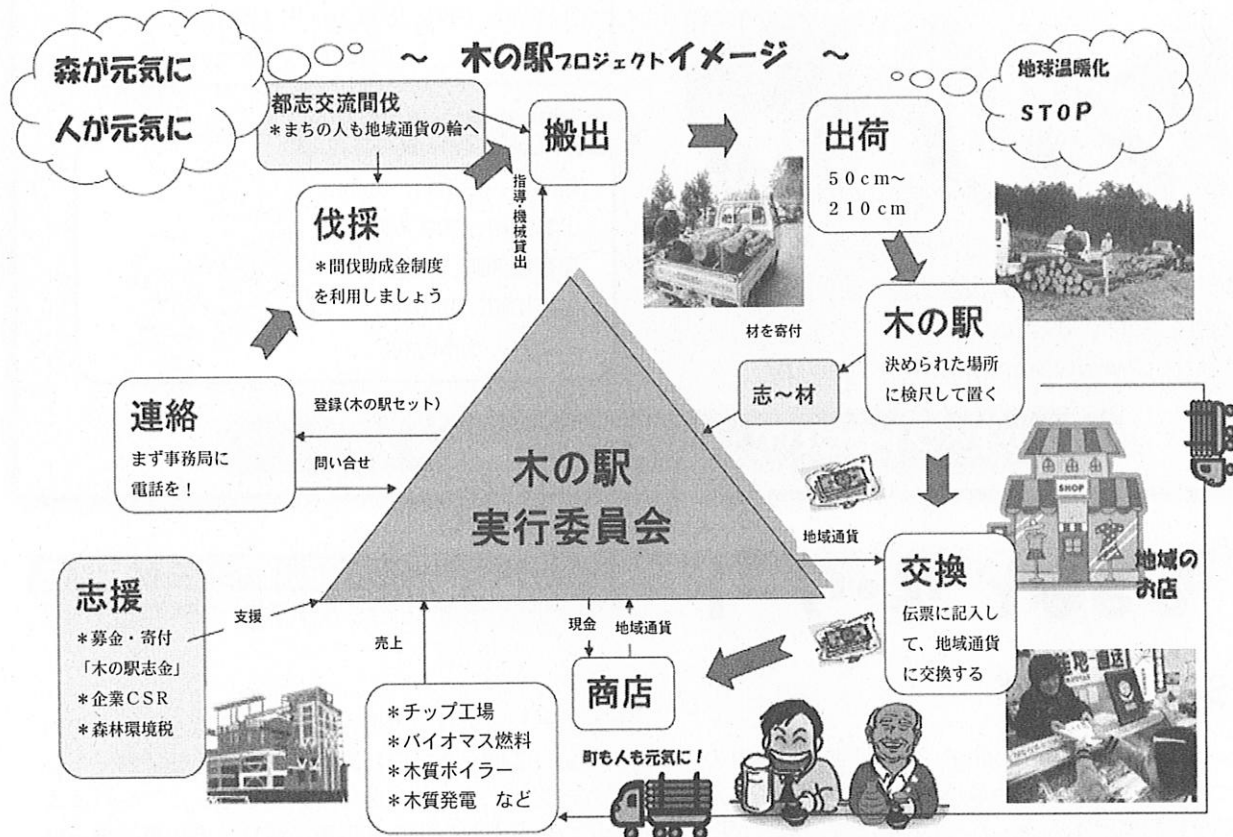 ～ 木の駅プロジェクトイメージ ～
森が元気に
人が元気に
地球温暖化
STOP
都志交流間伐
＊まちの人も地域通貨の輪へ
搬出
出荷
50cm～
210cm
伐採
＊間伐助成金制度
を利用しましょう
指導・機械貸出
材を寄付
木の駅
決められた場所
に検尺して置く
志～材
連絡
まず事務局に
電話を！
登録(木の駅セット)
問い合せ
木の駅
実行委員会
SHOP
地域の
お店
地域通貨
交換
伝票に記入し
て、地域通貨
に交換する
志援
＊募金・寄付
「木の駅志金」
＊企業CSR
＊森林環境税
支援
売上
現金
地域通貨
商店
＊チップ工場
＊バイオマス燃料
＊木質ボイラー
＊木質発電　など
町も人も元気に！